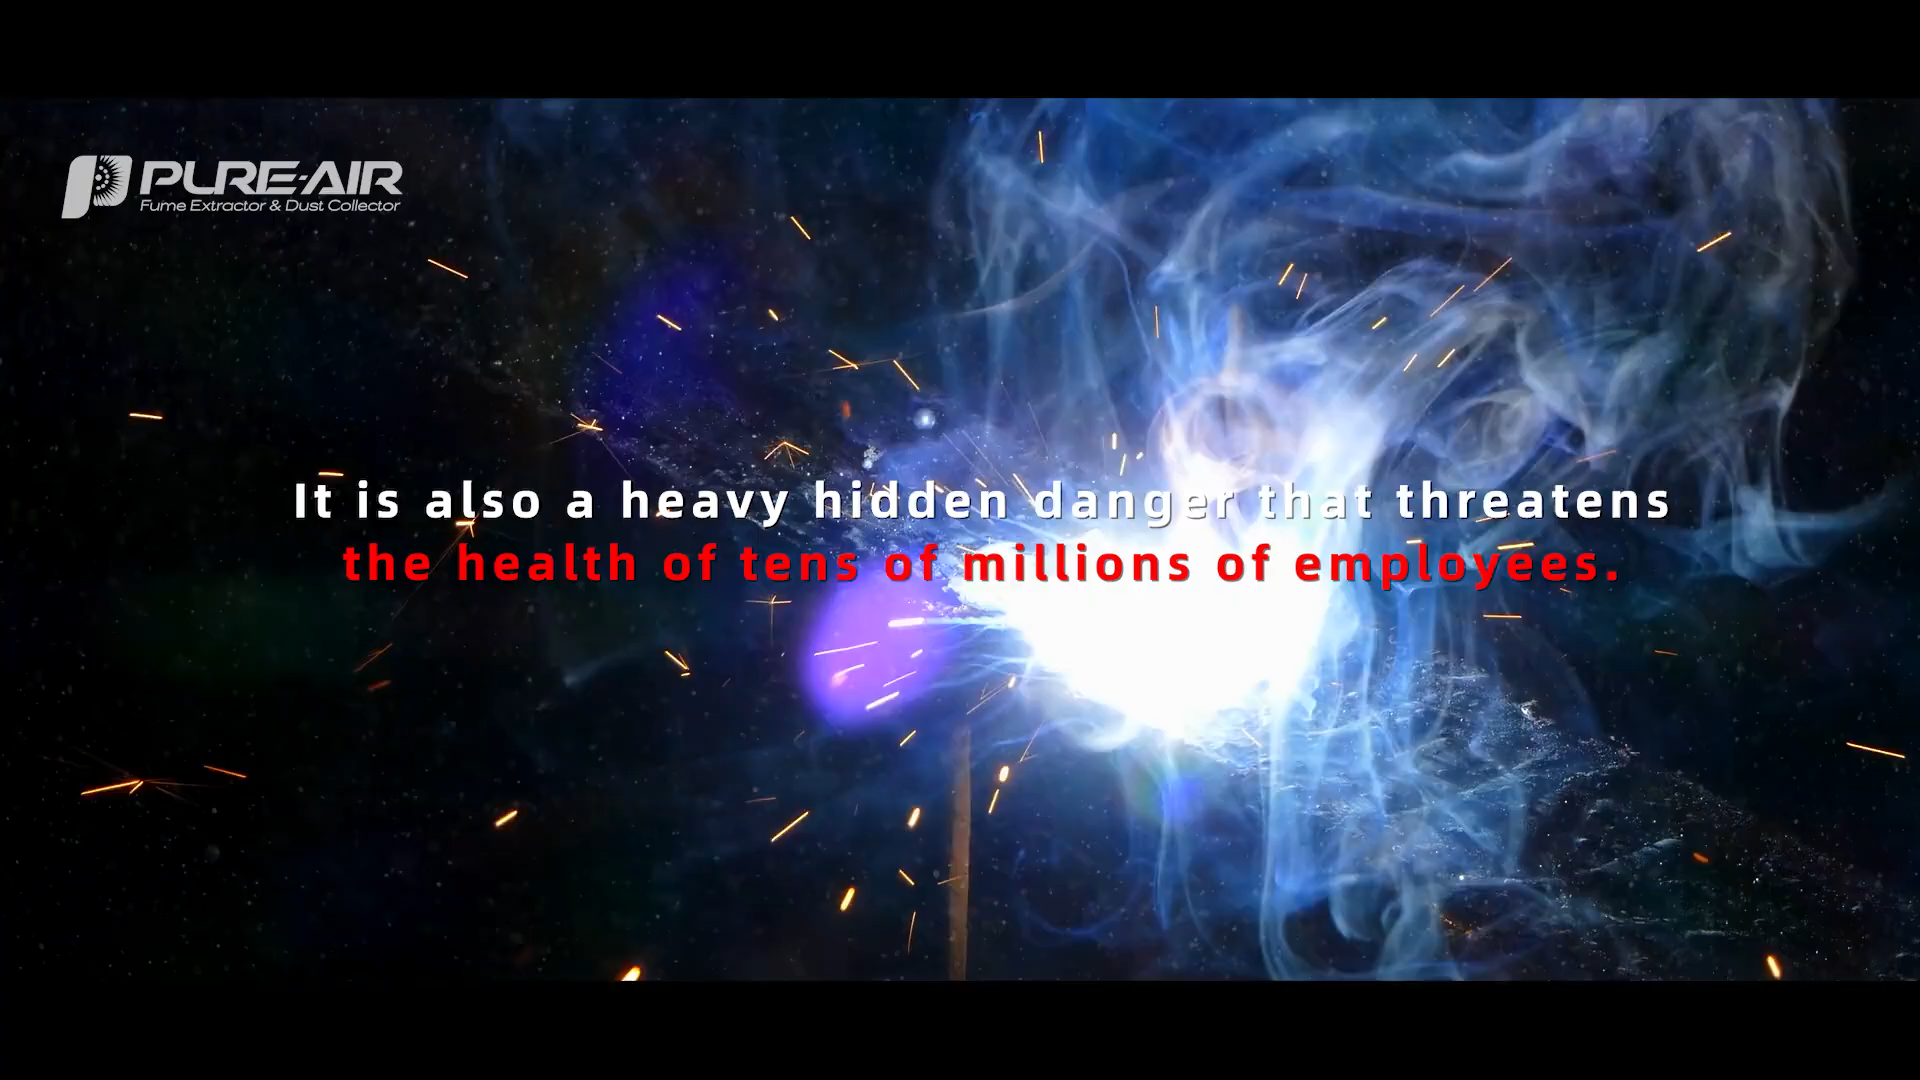 PURE-AIR
Fume Extractor & Dust Collector
It is also a heavy hidden danger that threatens
the health of tens of millions of employees.